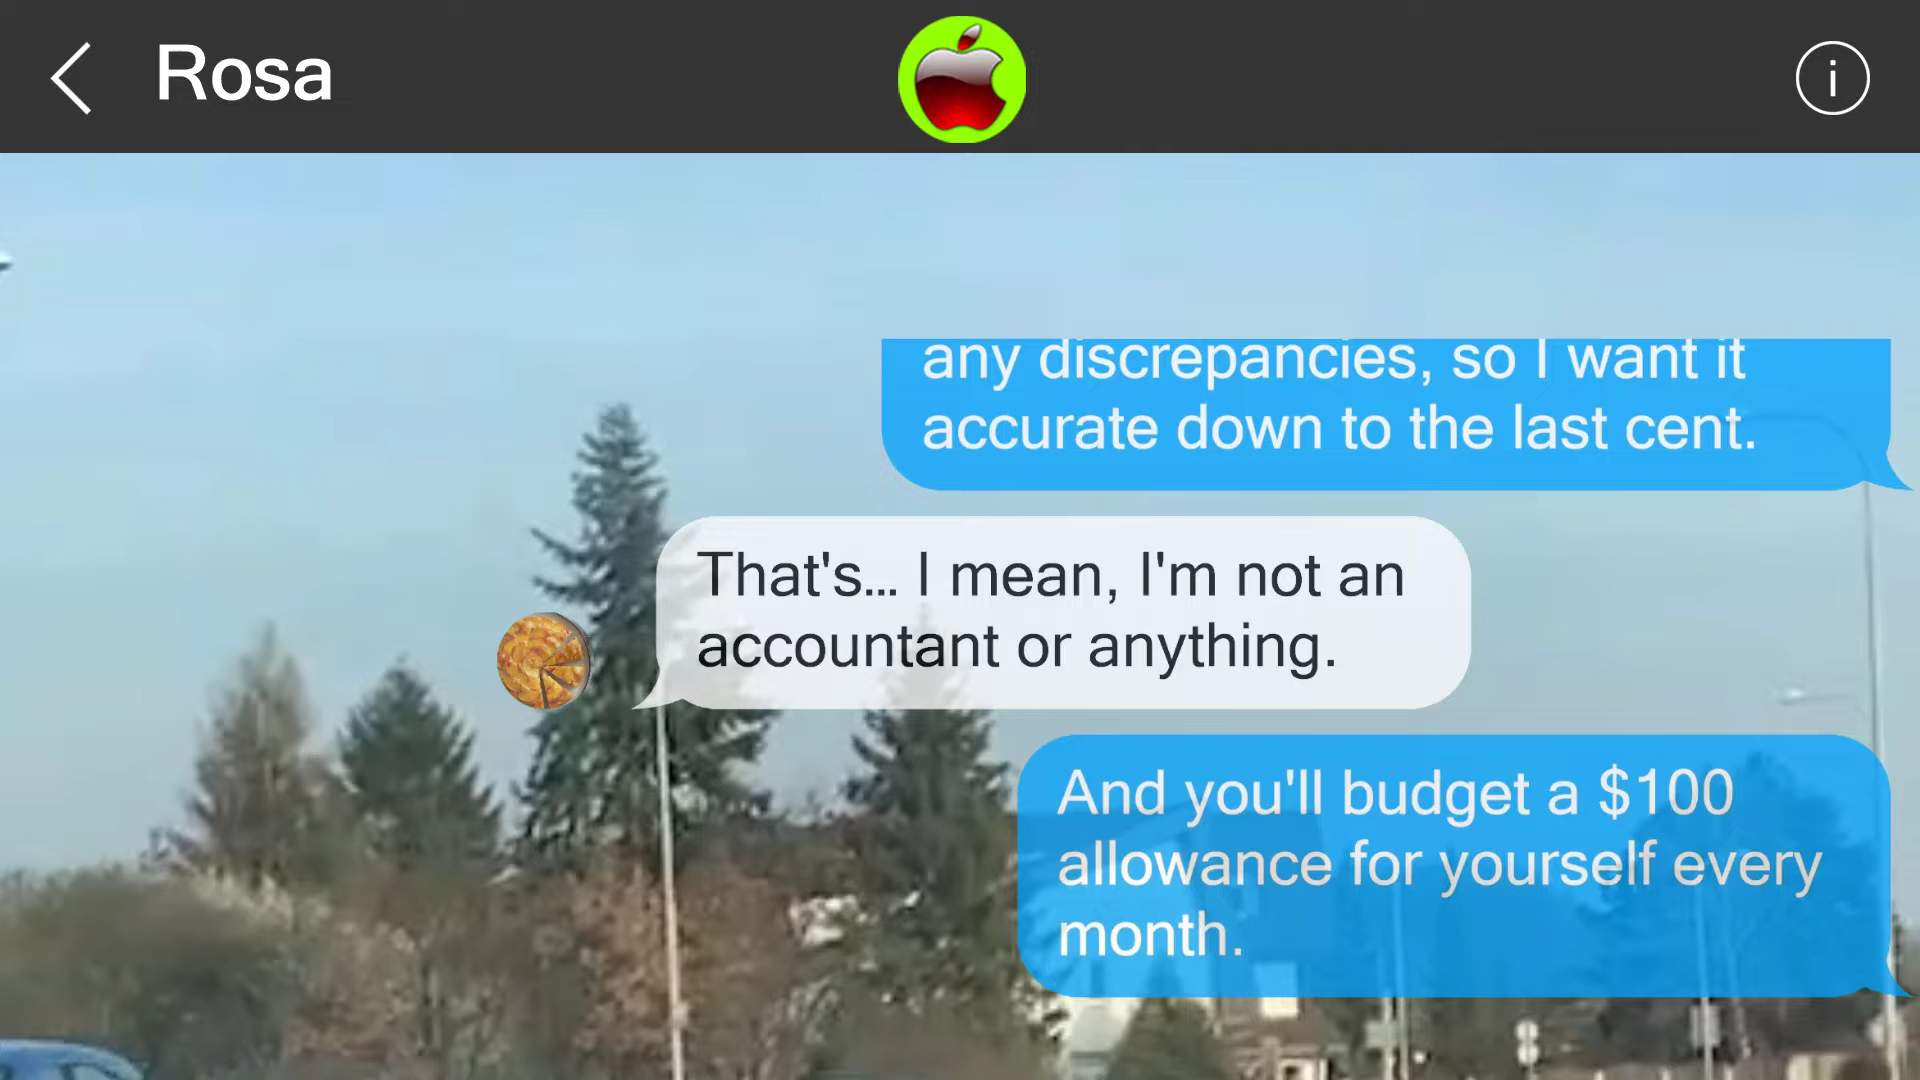 Rosa
i
any discrepancies, so I want it
accurate down to the last cent.
That's... I mean, I'm not an
accountant or anything.
And you'll budget a $100
allowance for yourself every
month.